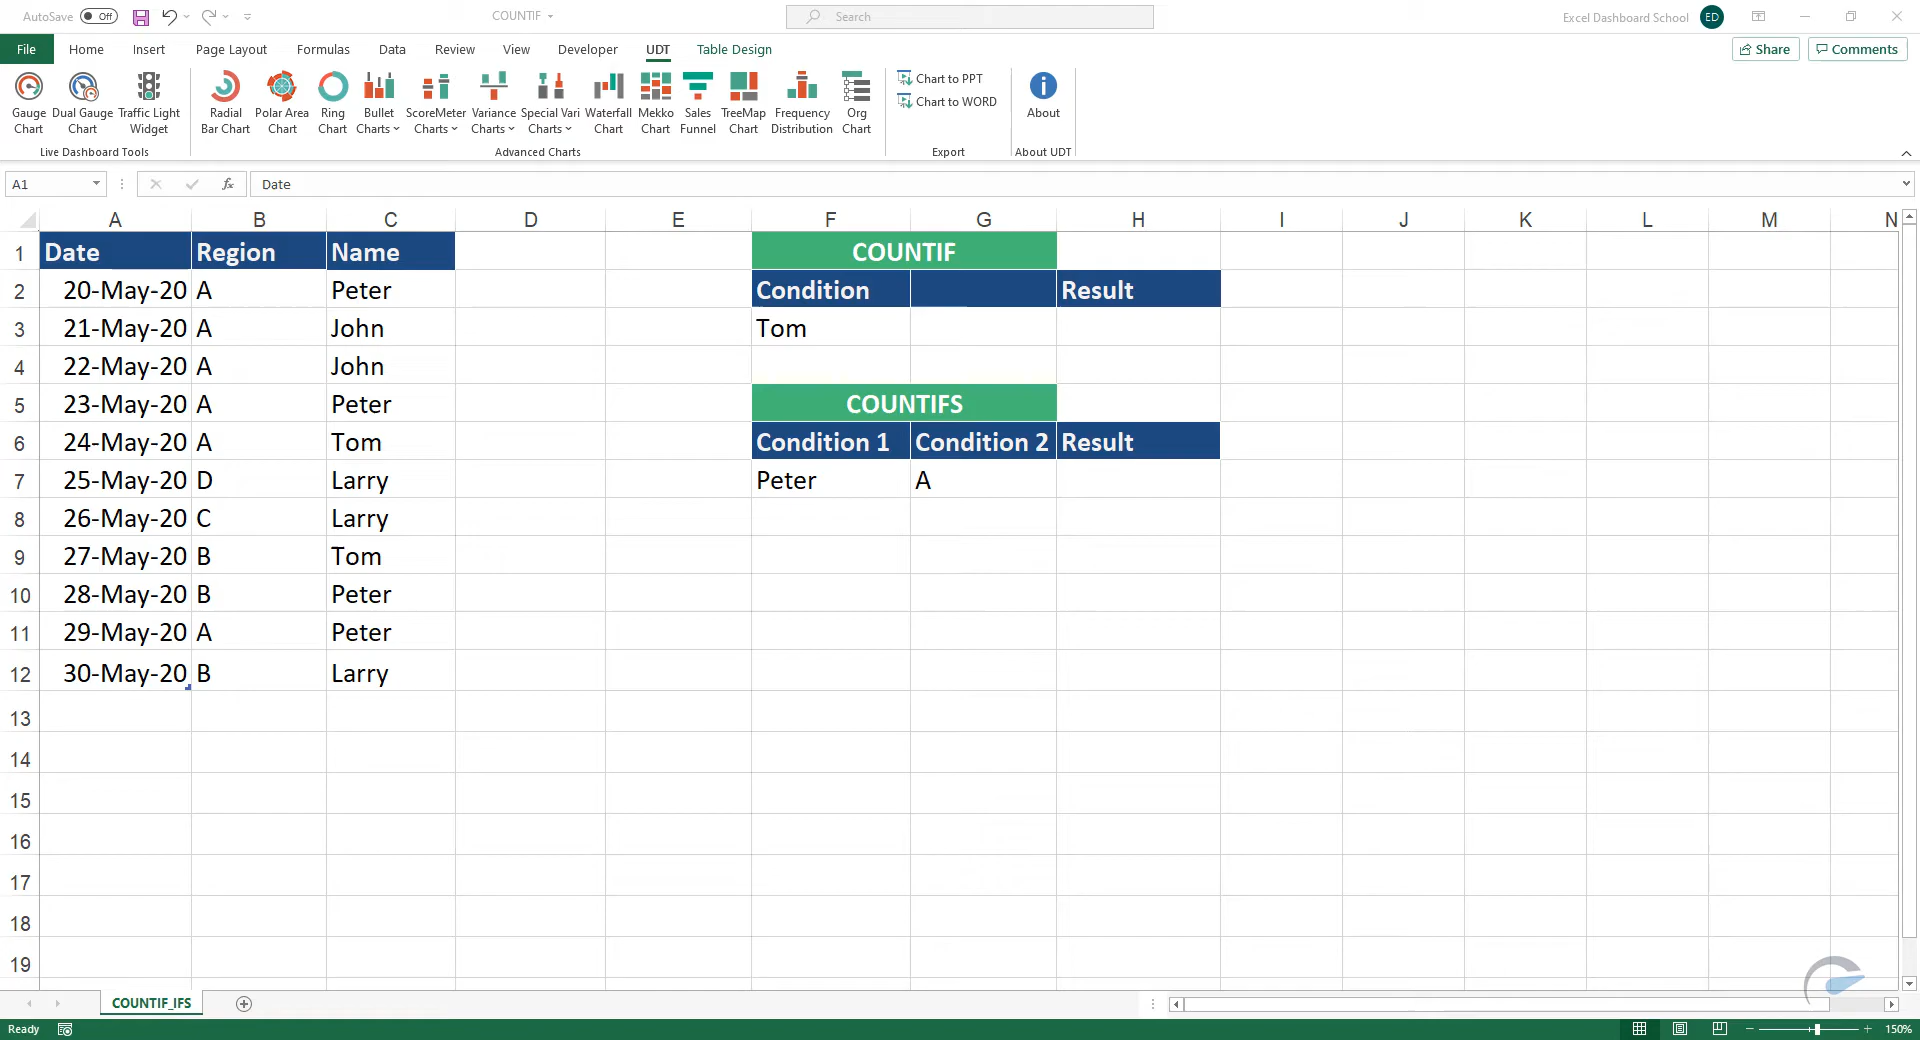 AutoSave Off COUNTIF Search Excel Dashboard School ED
File Home Insert Page Layout Formulas Data Review View Developer UDT Table Design Share Comments
Gauge Chart Dual Gauge Chart Traffic Light Widget Radial Bar Chart Polar Area Chart Ring Chart Bullet Charts ScoreMeter Charts Variance Charts Special Vari Charts Waterfall Chart Mekko Chart Sales Funnel TreeMap Chart Frequency Distribution Org Chart Chart to PPT Chart to WORD About
Live Dashboard Tools Advanced Charts Export About UDT
A1 fx Date
A B C D E F G H I J K L M N
1 Date Region Name COUNTIF
2 20-May-20 A Peter Condition Result
3 21-May-20 A John Tom
4 22-May-20 A John
5 23-May-20 A Peter COUNTIFS
6 24-May-20 A Tom Condition 1 Condition 2 Result
7 25-May-20 D Larry Peter A
8 26-May-20 C Larry
9 27-May-20 B Tom
10 28-May-20 B Peter
11 29-May-20 A Peter
12 30-May-20 B Larry
13
14
15
16
17
18
19
COUNTIF_IFS
Ready 150%